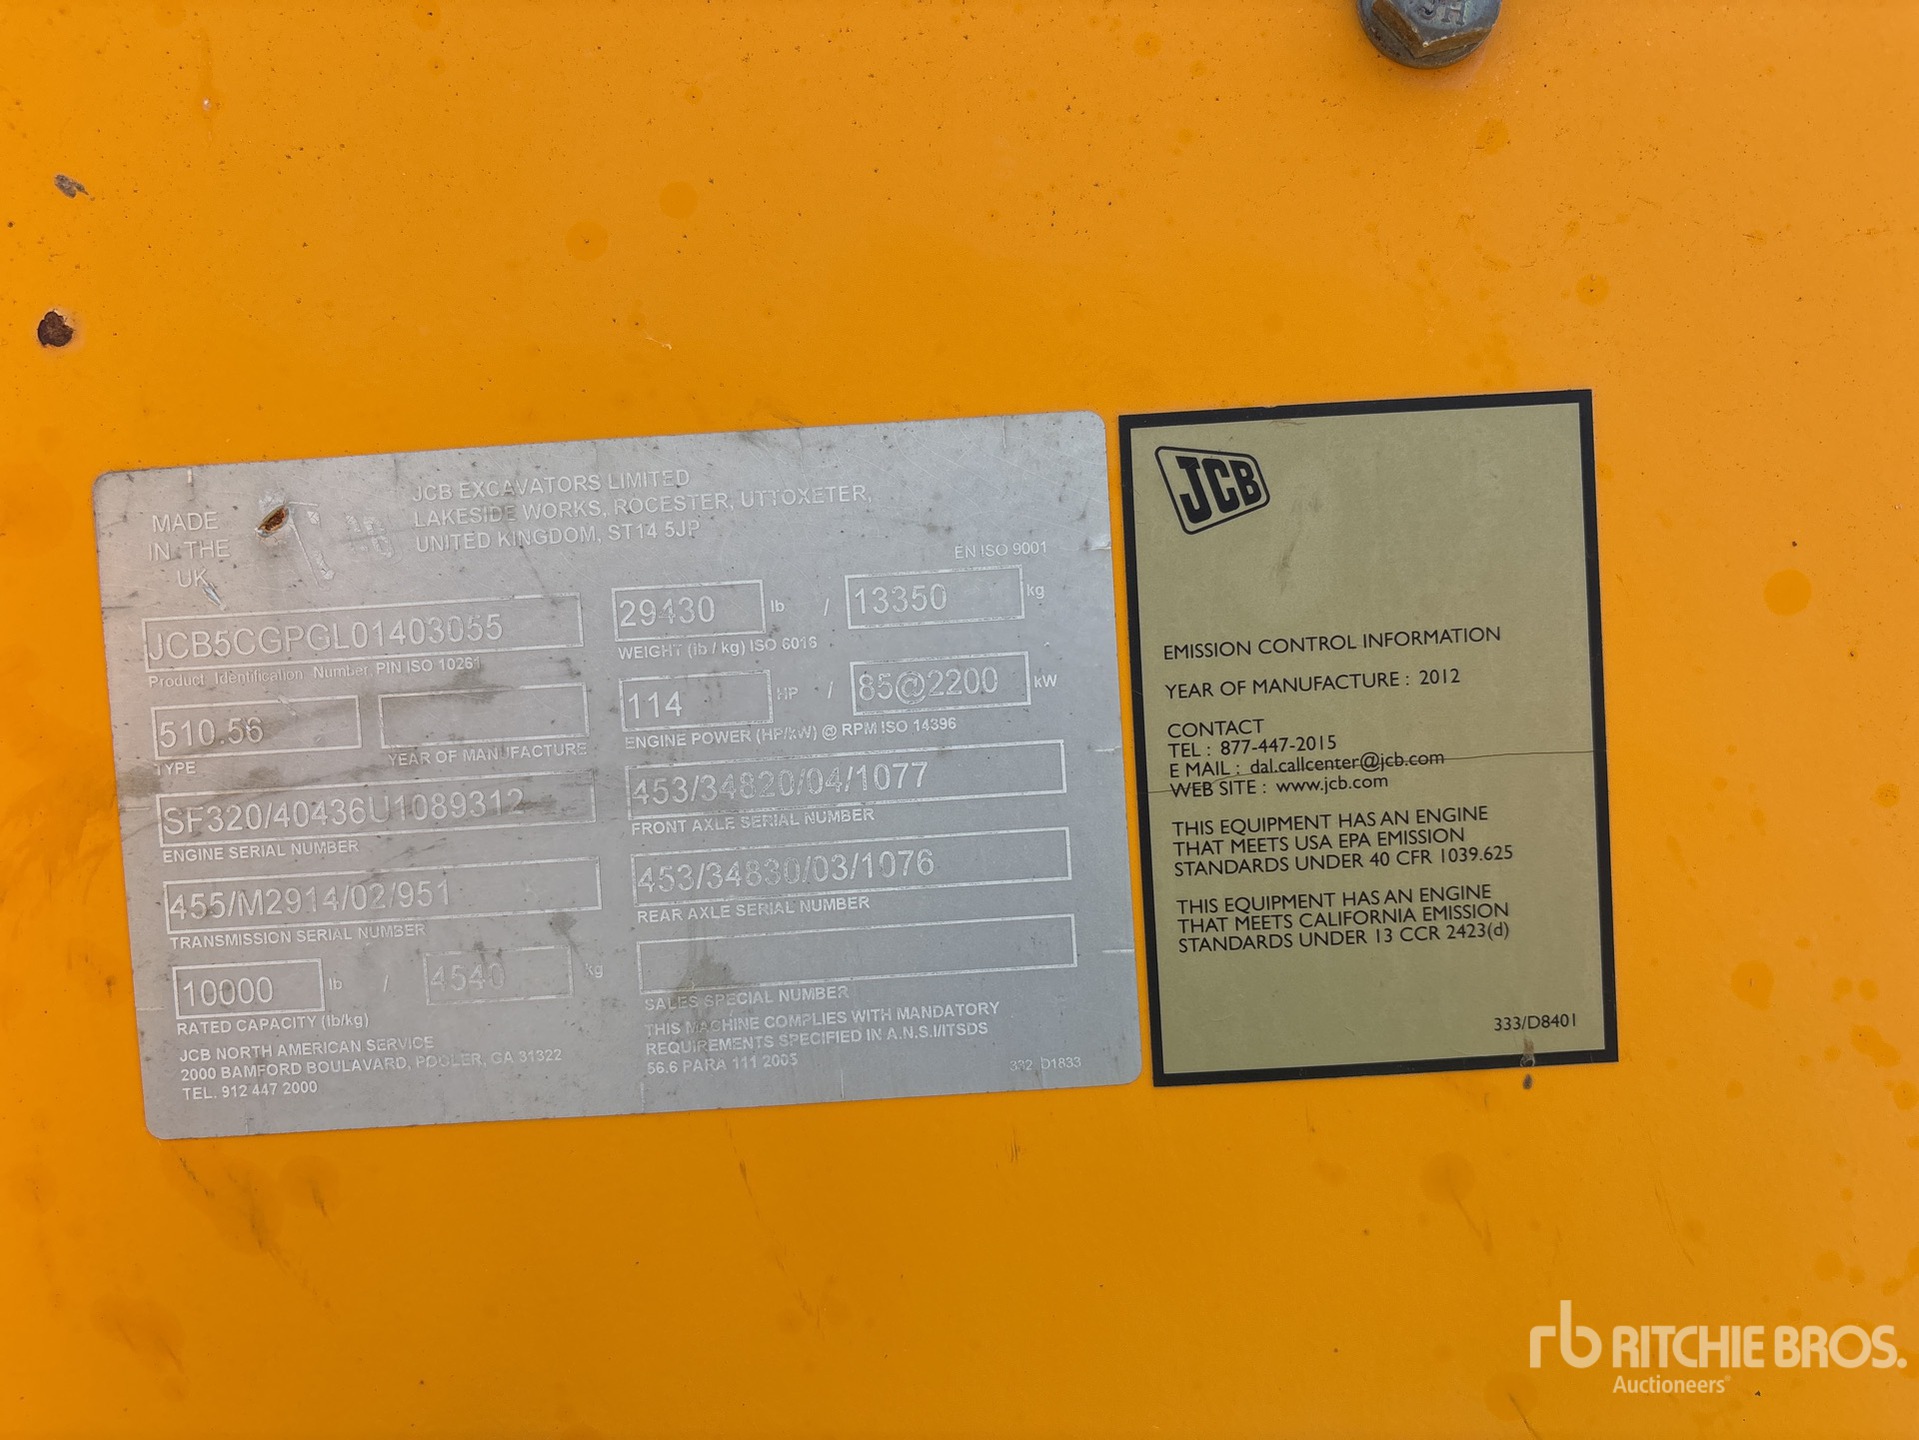 SH
MADE
IN THE
UK
JCB EXCAVATORS LIMITED
LAKESIDE WORKS, ROCESTER, UTTOXETER,
UNITED KINGDOM, ST14 5JP
EN ISO 9001
JCB5CGPGL01403055
Product Identification Number PIN ISO 10261
29430 lb / 13350 kg
WEIGHT (lb / kg) ISO 6016
510.56
TYPE
YEAR OF MANUFACTURE
114 HP / 85@2200 kW
ENGINE POWER (HP/kW) @ RPM ISO 14396
SF320/40436U1089312
ENGINE SERIAL NUMBER
453/34820/04/1077
FRONT AXLE SERIAL NUMBER
455/M2914/02/951
TRANSMISSION SERIAL NUMBER
453/34830/03/1076
REAR AXLE SERIAL NUMBER
10000 lb / 4540 kg
RATED CAPACITY (lb/kg)
SALES SPECIAL NUMBER
JCB NORTH AMERICAN SERVICE
2000 BAMFORD BOULAVARD, POOLER, GA 31322
TEL. 912 447 2000
THIS MACHINE COMPLIES WITH MANDATORY
REQUIREMENTS SPECIFIED IN A.N.S.I/ITSDS
56.6 PARA 111 2005
332 D1833
JCB
EMISSION CONTROL INFORMATION
YEAR OF MANUFACTURE : 2012
CONTACT
TEL : 877-447-2015
E MAIL : dal.callcenter@jcb.com
WEB SITE : www.jcb.com
THIS EQUIPMENT HAS AN ENGINE
THAT MEETS USA EPA EMISSION
STANDARDS UNDER 40 CFR 1039.625
THIS EQUIPMENT HAS AN ENGINE
THAT MEETS CALIFORNIA EMISSION
STANDARDS UNDER 13 CCR 2423(d)
333/D8401
rb RITCHIE BROS.
Auctioneers